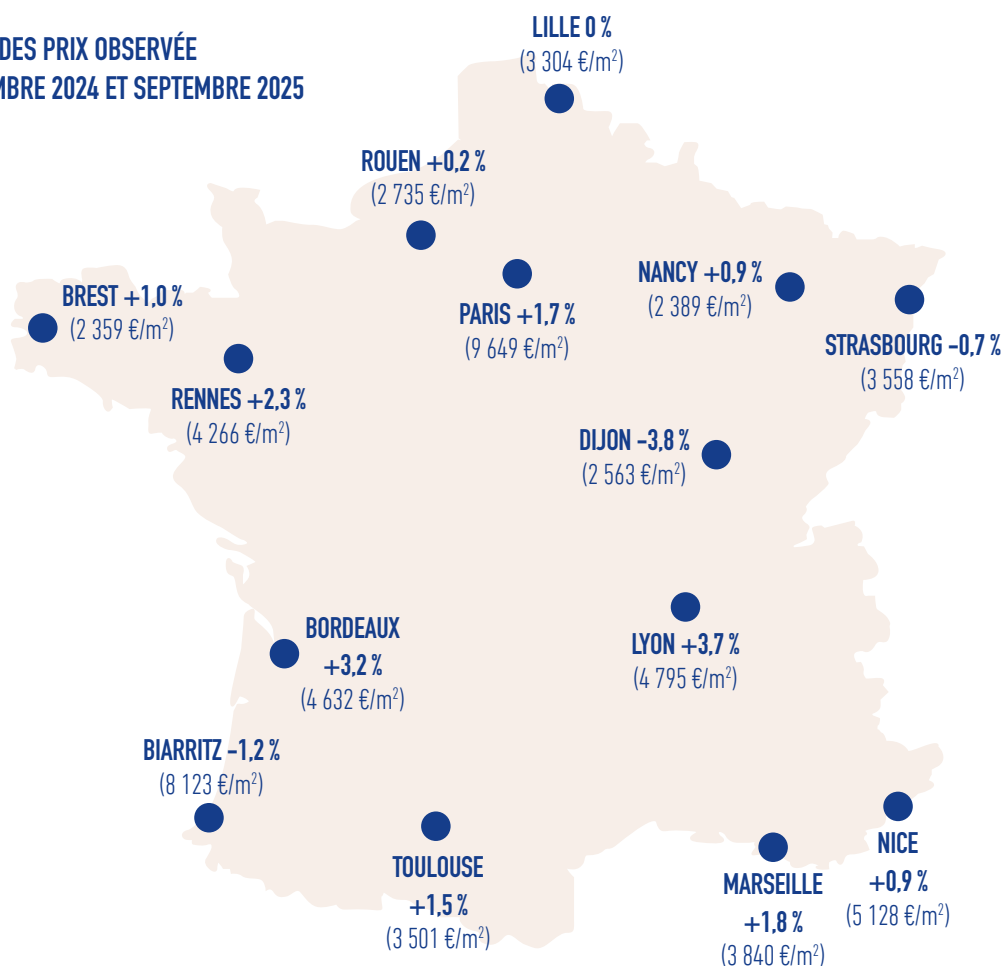 DES PRIX OBSERVÉE
MBRE 2024 ET SEPTEMBRE 2025
LILLE 0 %
(3 304 €/m²)
ROUEN +0,2 %
(2 735 €/m²)
PARIS +1,7 %
(9 649 €/m²)
NANCY +0,9 %
(2 389 €/m²)
STRASBOURG -0,7 %
(3 558 €/m²)
BREST +1,0 %
(2 359 €/m²)
RENNES +2,3 %
(4 266 €/m²)
DIJON -3,8 %
(2 563 €/m²)
LYON +3,7 %
(4 795 €/m²)
BORDEAUX
+3,2 %
(4 632 €/m²)
BIARRITZ -1,2 %
(8 123 €/m²)
TOULOUSE
+1,5 %
(3 501 €/m²)
MARSEILLE
+1,8 %
(3 840 €/m²)
NICE
+0,9 %
(5 128 €/m²)